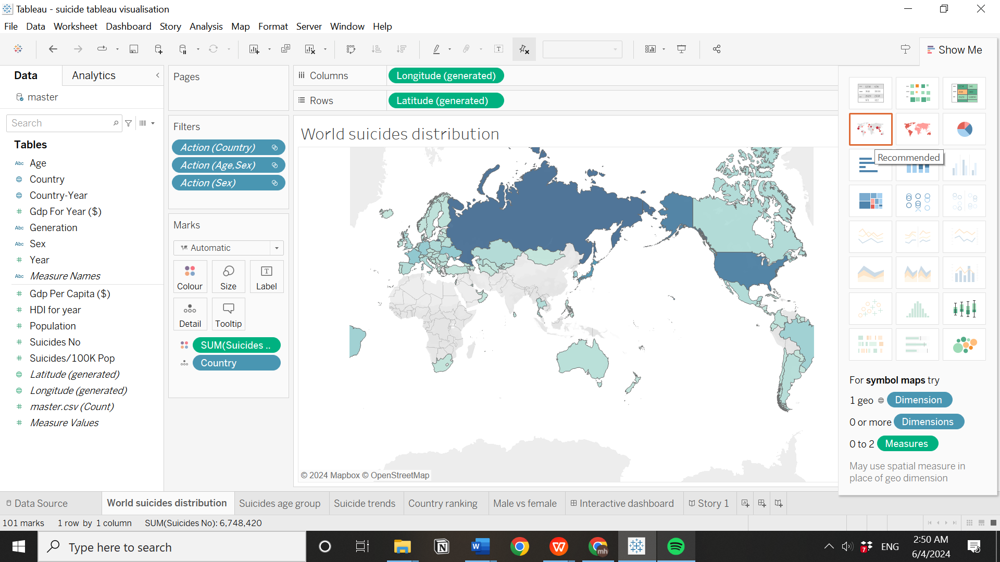 Tableau - suicide tableau visualisation
File Data Worksheet Dashboard Story Analysis Map Format Server Window Help
Show Me
Data Analytics
master
Search
Tables
Abc Age
Country
Country-Year
# Gdp For Year ($)
Abc Generation
Abc Sex
# Year
Abc Measure Names
# Gdp Per Capita ($)
# HDI for year
# Population
# Suicides No
# Suicides/100K Pop
Latitude (generated)
Longitude (generated)
# master.csv (Count)
# Measure Values
Pages
Filters
Action (Country)
Action (Age,Sex)
Action (Sex)
Marks
Automatic
Colour Size Label
Detail Tooltip
SUM(Suicides ..
Country
Columns Longitude (generated)
Rows Latitude (generated)
World suicides distribution
© 2024 Mapbox © OpenStreetMap
Recommended
For symbol maps try
1 geo Dimension
0 or more Dimensions
0 to 2 Measures
May use spatial measure in
place of geo dimension
Data Source World suicides distribution Suicides age group Suicide trends Country ranking Male vs female Interactive dashboard Story 1
101 marks 1 row by 1 column SUM(Suicides No): 6,748,420
Type here to search
ENG
2:50 AM
6/4/2024